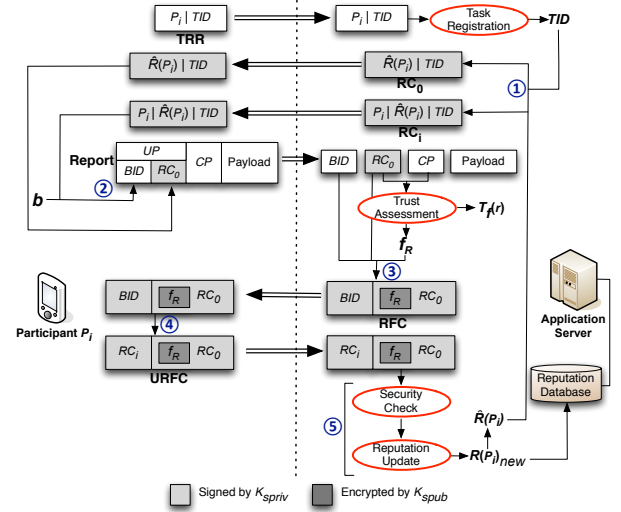 P_i | TID
P_i | TID
Task
Registration
TID
TRR
R̂(P_i) | TID
R̂(P_i) | TID
①
RC_0
P_i | R̂(P_i) | TID
P_i | R̂(P_i) | TID
RC_i
Report
UP
BID
RC_0
CP
Payload
BID
RC_0
CP
Payload
②
b
Trust
Assessment
T_f(r)
f_R
③
BID
f_R
RC_0
BID
f_R
RC_0
RFC
④
Participant P_i
Application
Server
RC_i
f_R
RC_0
RC_i
f_R
RC_0
URFC
Security
Check
Reputation
Database
⑤
R̂(P_i)
Reputation
Update
R(P_i)_new
Signed by K_spriv
Encrypted by K_spub